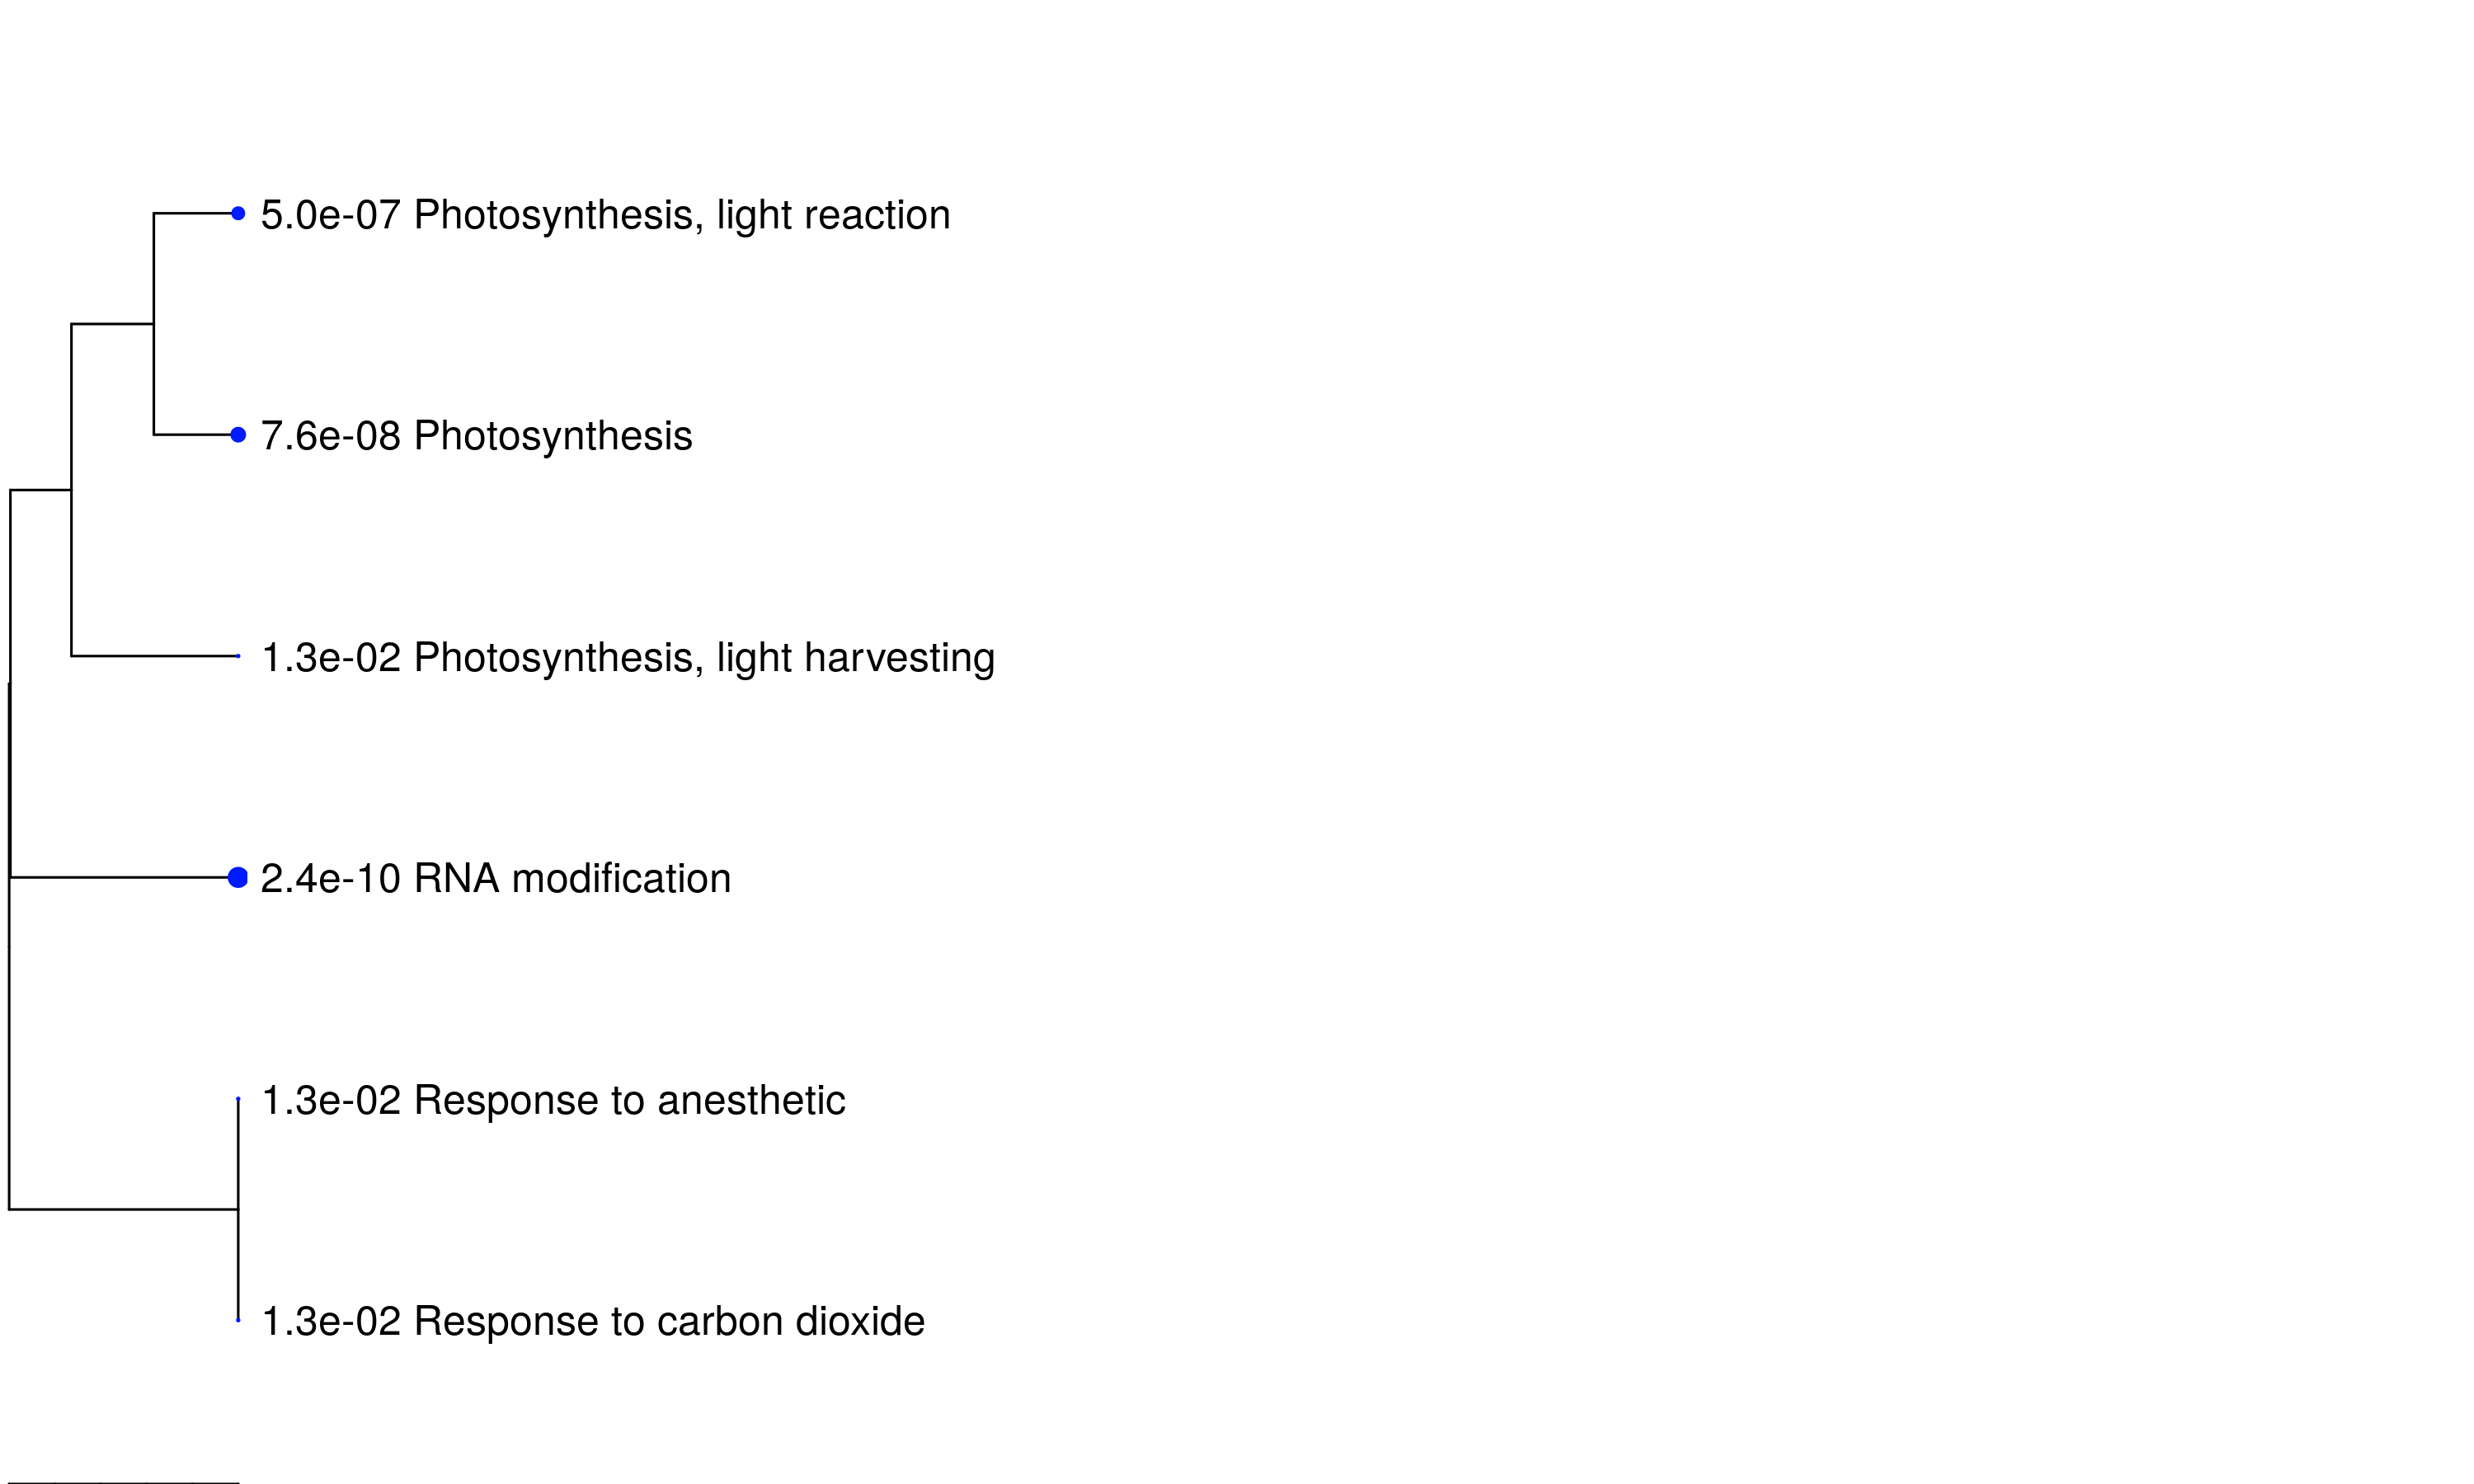 5.0e-07 Photosynthesis, light reaction
7.6e-08 Photosynthesis
1.3e-02 Photosynthesis, light harvesting
2.4e-10 RNA modification
1.3e-02 Response to anesthetic
1.3e-02 Response to carbon dioxide